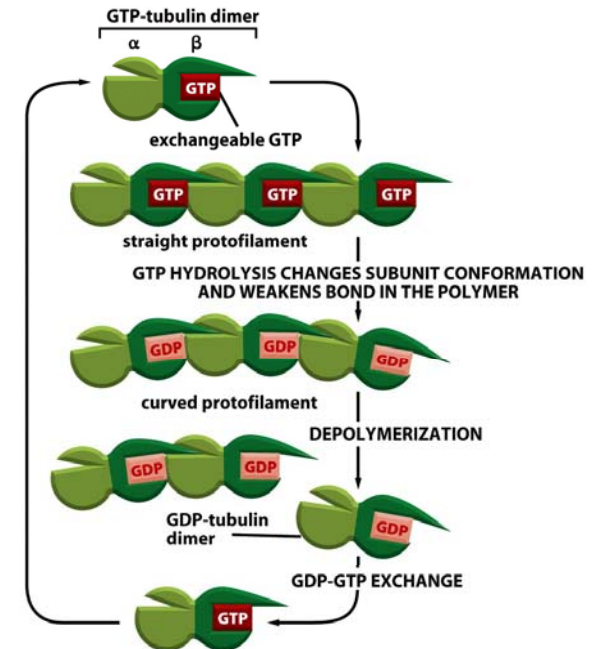 GTP-tubulin dimer
α β
GTP
exchangeable GTP
GTP GTP GTP
straight protofilament
GTP HYDROLYSIS CHANGES SUBUNIT CONFORMATION
AND WEAKENS BOND IN THE POLYMER
GDP GDP GDP
curved protofilament
DEPOLYMERIZATION
GDP GDP
GDP-tubulin
dimer
GDP
GDP-GTP EXCHANGE
GTP